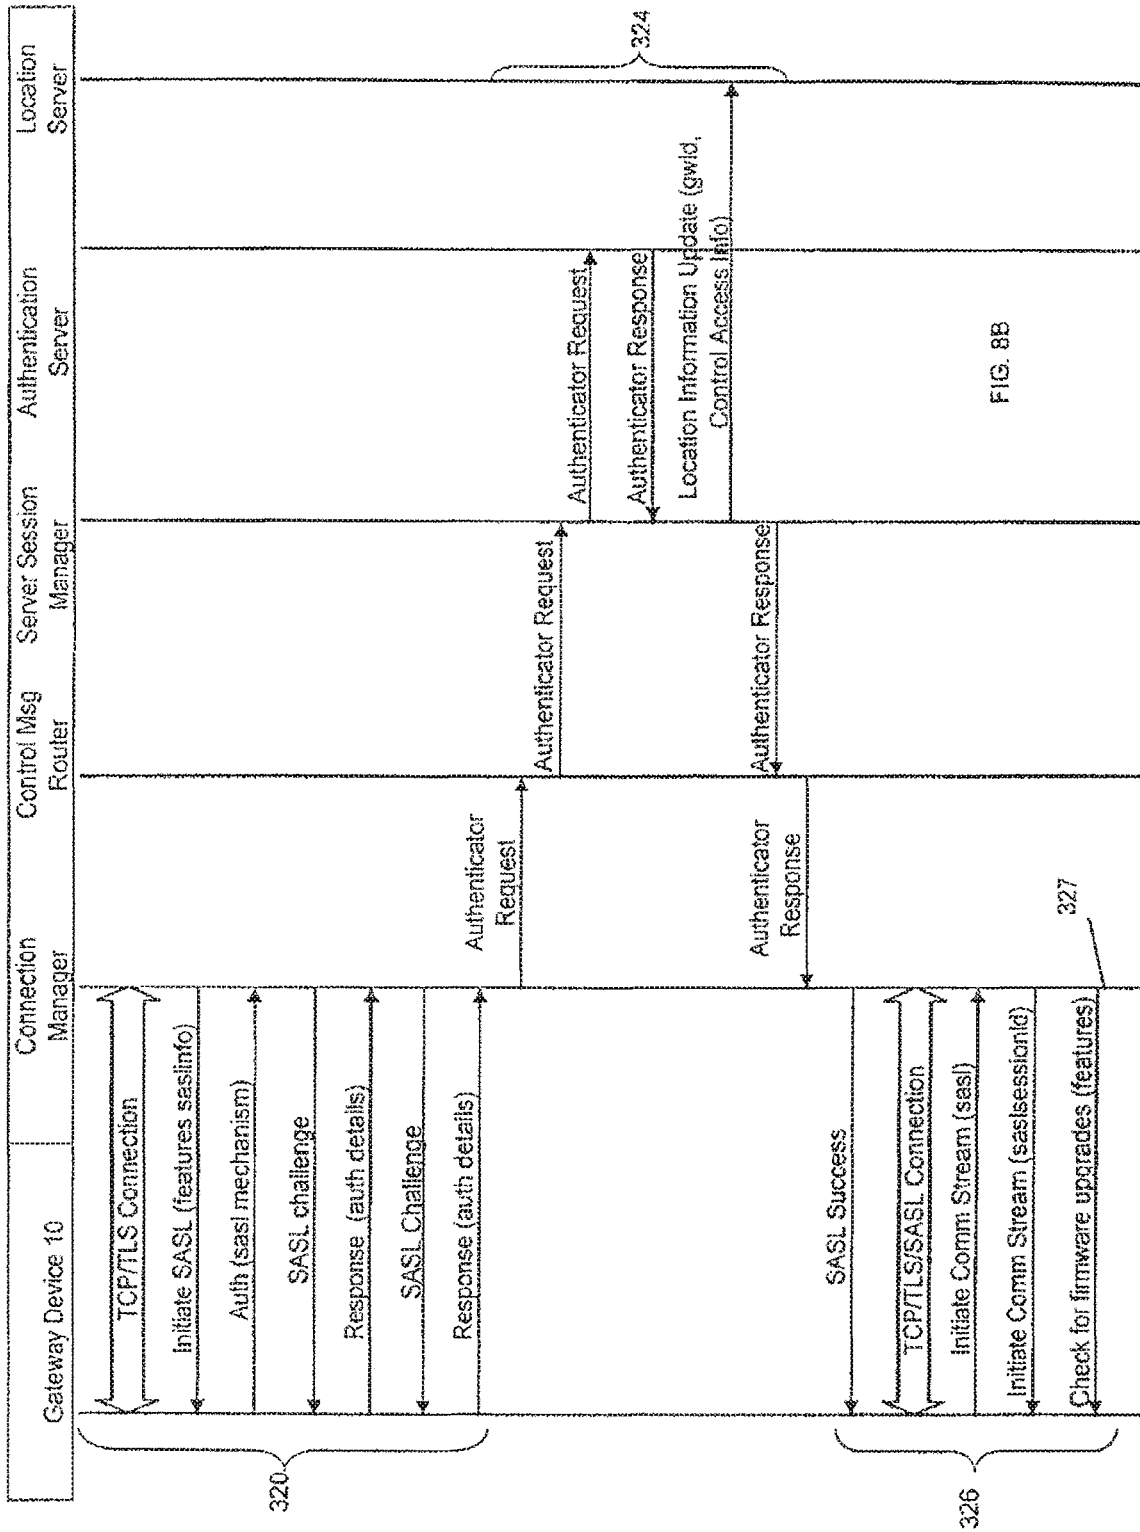 Gateway Device 10
Connection
Manager
Control Msg
Router
Server Session
Manager
Authentication
Server
Location
Server
320
TCP/TLS Connection
Initiate SASL (features saslinfo)
Auth (sasl mechanism)
SASL challenge
Response (auth details)
SASL Challenge
Response (auth details)
Authenticator
Request
Authenticator Request
Authenticator Request
Authenticator Response
Location Information Update (gwId,
Control Access Info)
324
Authenticator Response
Authenticator
Response
326
SASL Success
TCP/TLS/SASL Connection
Initiate Comm Stream (sasl)
Initiate Comm Stream (saslsessionId)
Check for firmware upgrades (features)
327
FIG. 8B